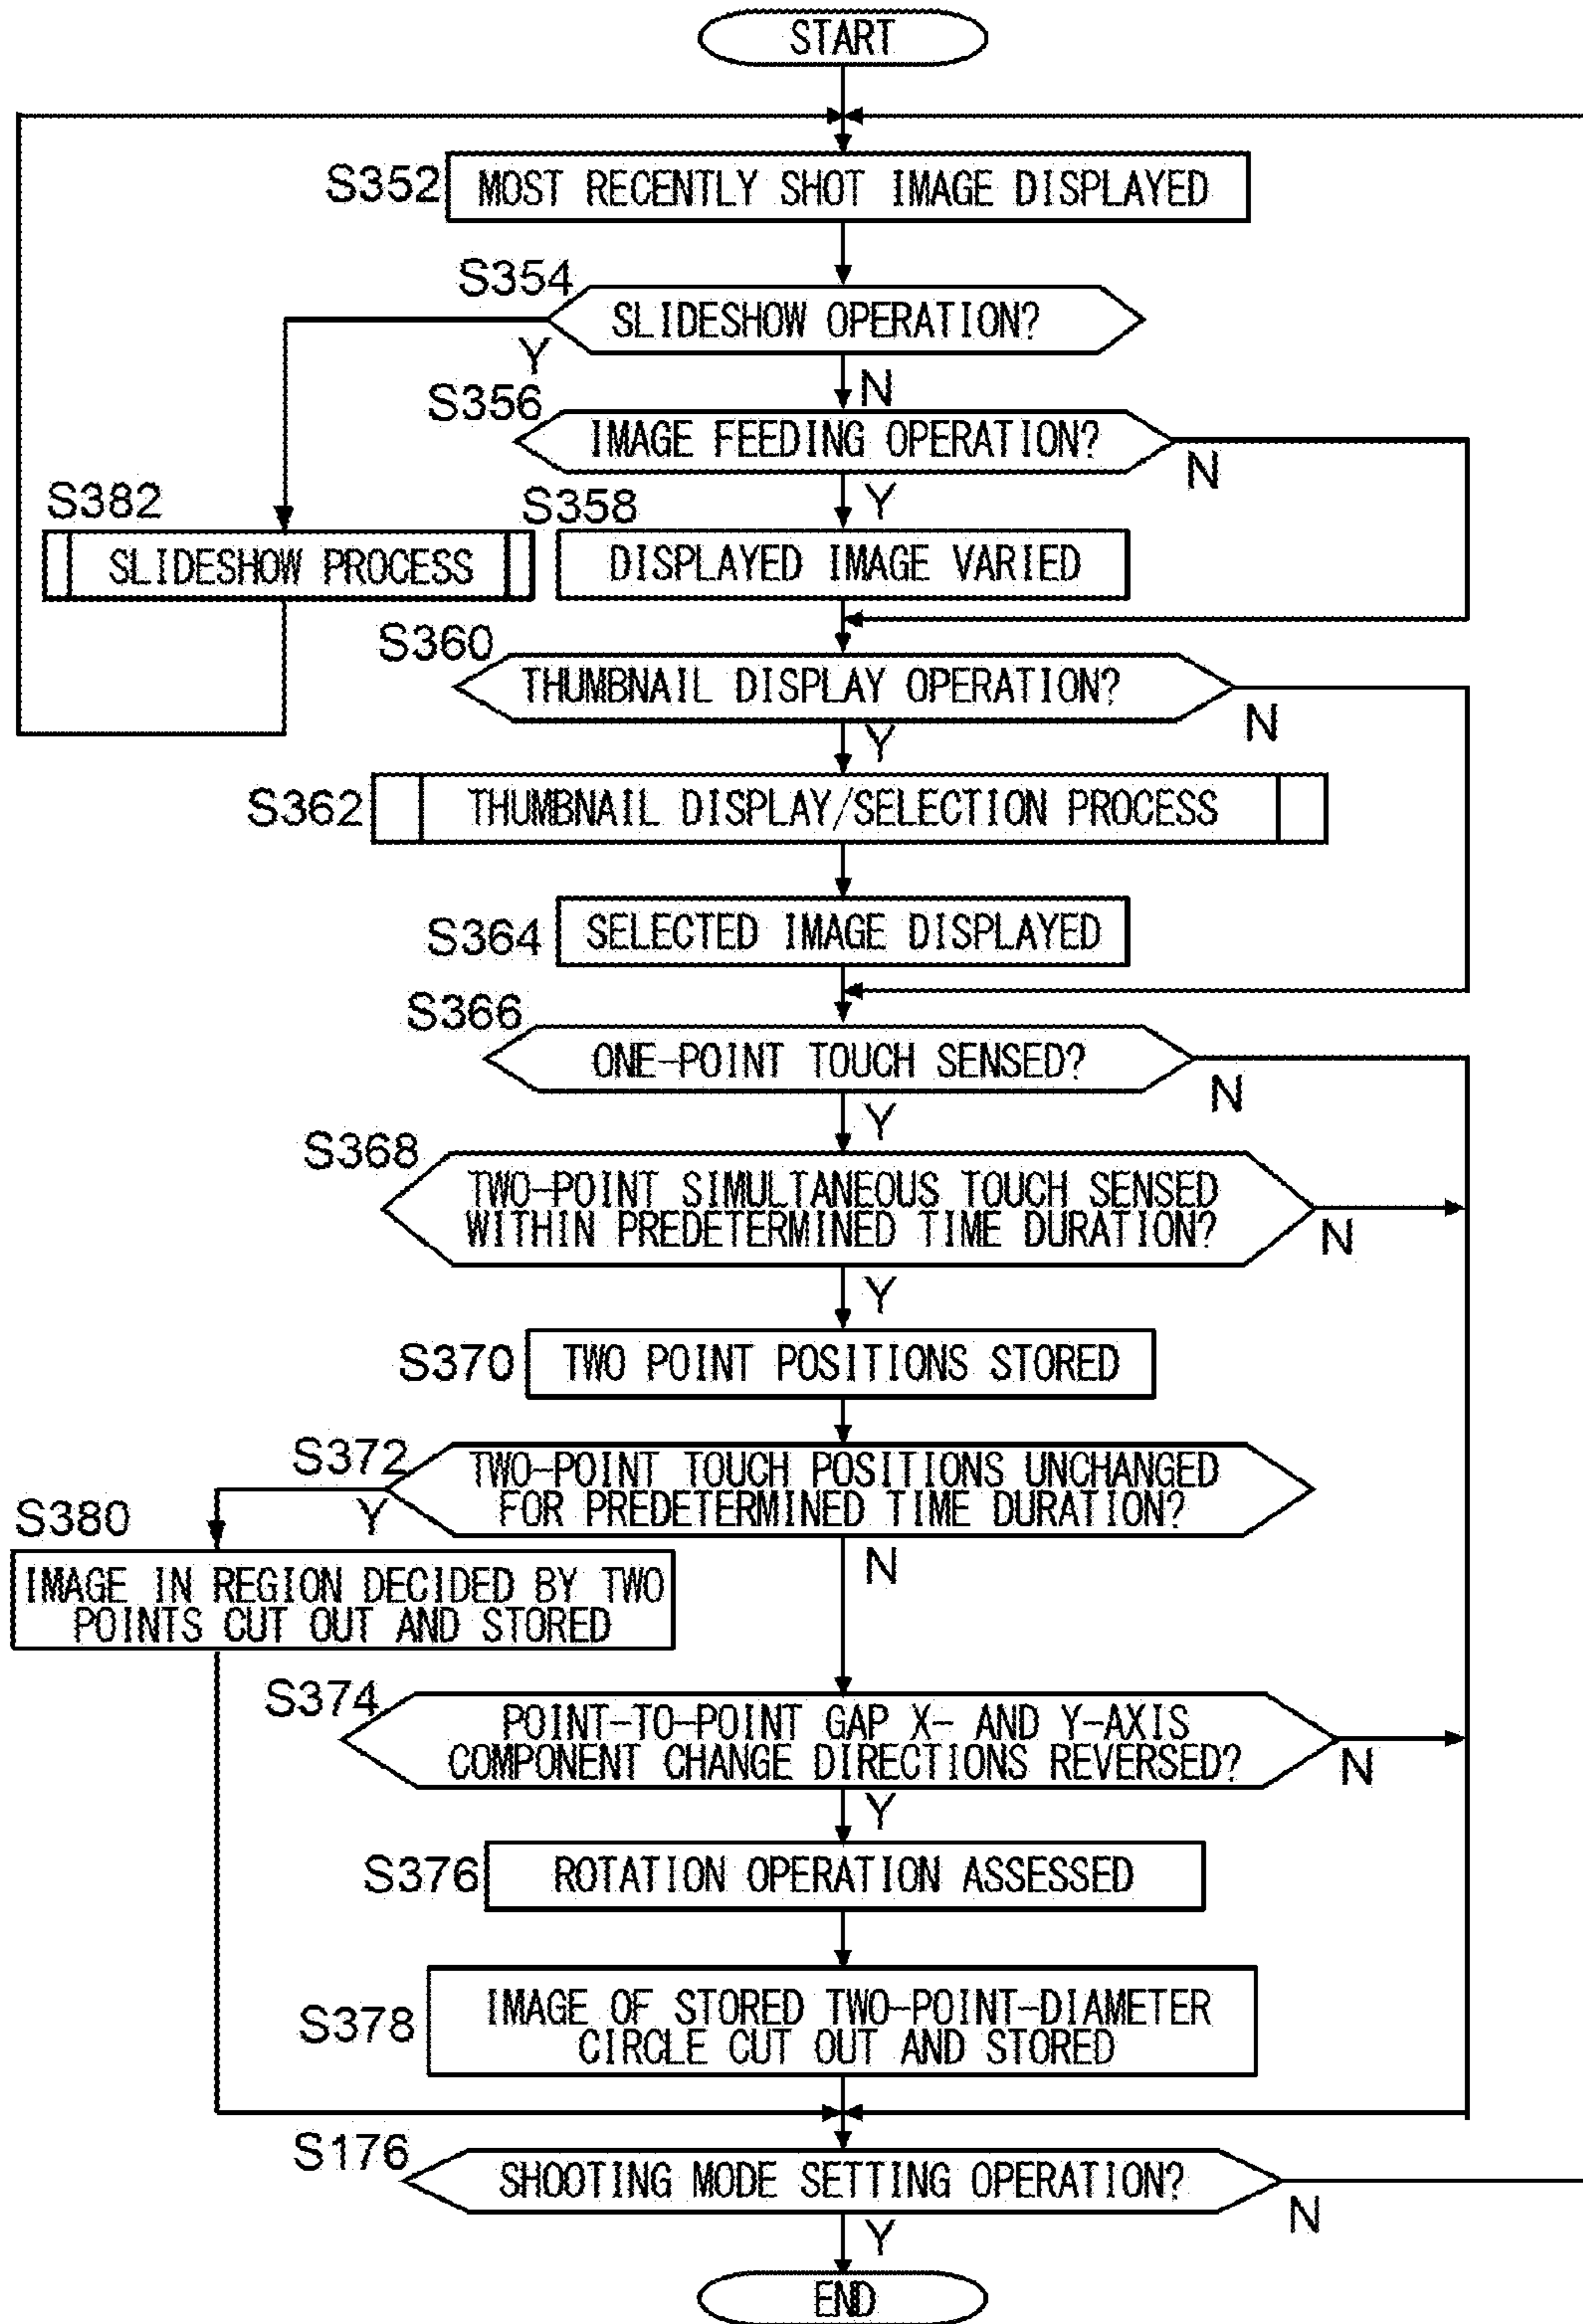 START
S352
MOST RECENTLY SHOT IMAGE DISPLAYED
S354
SLIDESHOW OPERATION?
Y
N
S356
IMAGE FEEDING OPERATION?
N
Y
S382
SLIDESHOW PROCESS
S358
DISPLAYED IMAGE VARIED
S360
THUMBNAIL DISPLAY OPERATION?
N
Y
S362
THUMBNAIL DISPLAY/SELECTION PROCESS
S364
SELECTED IMAGE DISPLAYED
S366
ONE-POINT TOUCH SENSED?
N
Y
S368
TWO-POINT SIMULTANEOUS TOUCH SENSED
WITHIN PREDETERMINED TIME DURATION?
N
Y
S370
TWO POINT POSITIONS STORED
S372
TWO-POINT TOUCH POSITIONS UNCHANGED
FOR PREDETERMINED TIME DURATION?
Y
N
S380
IMAGE IN REGION DECIDED BY TWO
POINTS CUT OUT AND STORED
S374
POINT-TO-POINT GAP X- AND Y-AXIS
COMPONENT CHANGE DIRECTIONS REVERSED?
N
Y
S376
ROTATION OPERATION ASSESSED
S378
IMAGE OF STORED TWO-POINT-DIAMETER
CIRCLE CUT OUT AND STORED
S176
SHOOTING MODE SETTING OPERATION?
N
Y
END